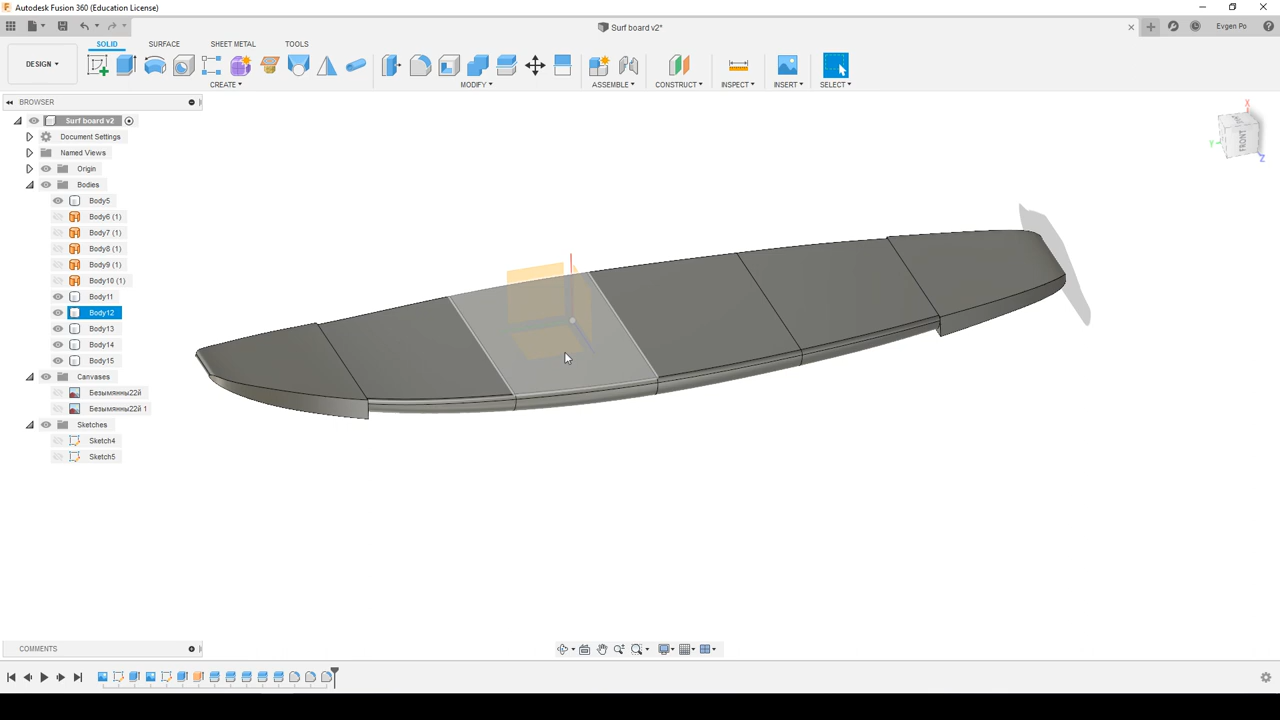 Autodesk Fusion 360 (Education License)
Surf board v2*
Evgen Po
DESIGN
SOLID
SURFACE
SHEET METAL
TOOLS
CREATE
MODIFY
ASSEMBLE
CONSTRUCT
INSPECT
INSERT
SELECT
BROWSER
Surf board v2
Document Settings
Named Views
Origin
Bodies
Body5
Body6 (1)
Body7 (1)
Body8 (1)
Body9 (1)
Body10 (1)
Body11
Body12
Body13
Body14
Body15
Canvases
Безымянны22й
Безымянны22й 1
Sketches
Sketch4
Sketch5
X
Y
FRONT
Z
COMMENTS